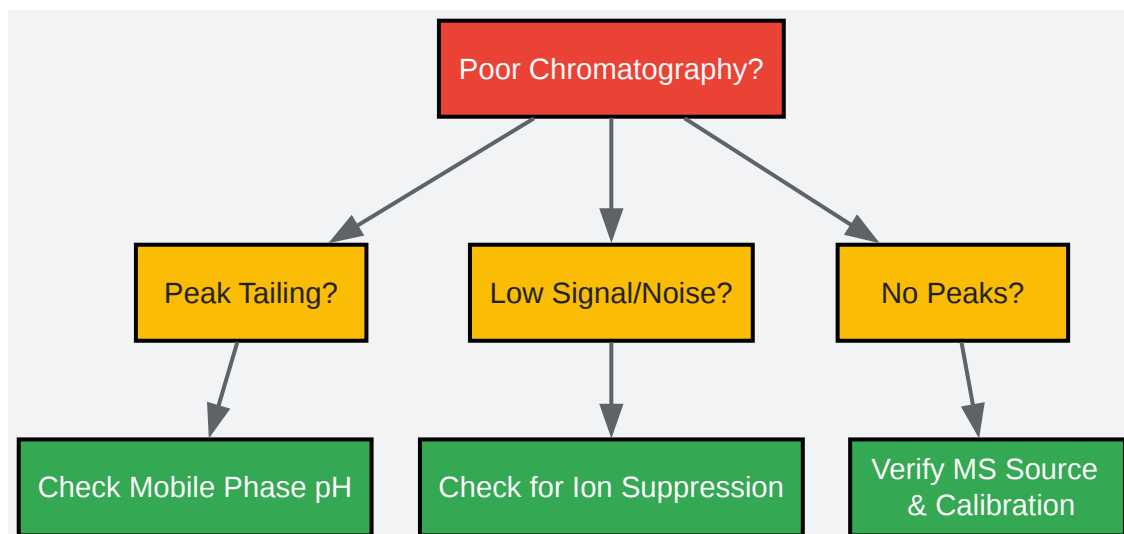 Poor Chromatography?
Peak Tailing?
Low Signal/Noise?
No Peaks?
Check Mobile Phase pH
Check for Ion Suppression
Verify MS Source
& Calibration